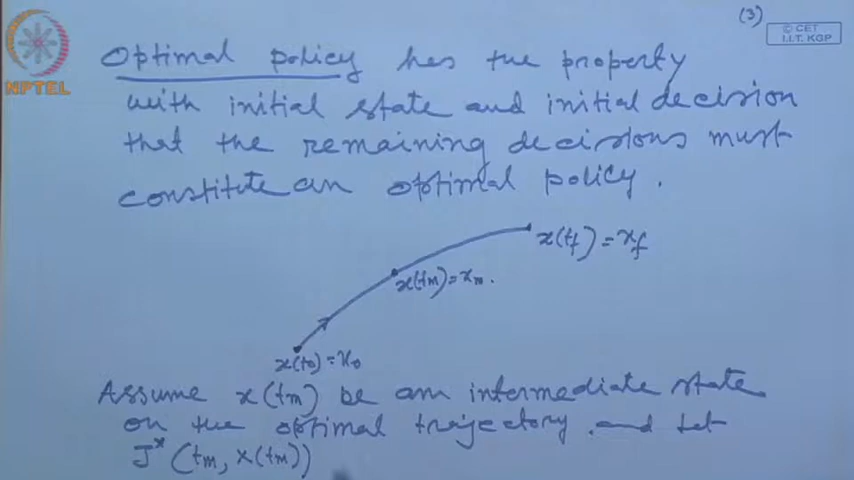 (3)
© CET
I.I.T. KGP
NPTEL
Optimal policy has the property
with initial state and initial decision
that the remaining decisions must
constitute an optimal policy.
x(tf) = xf
x(tm) = xm.
x(t0) = x0
Assume x(tm) be an intermediate state
on the optimal trajectory. and let
J*(tm, x(tm))